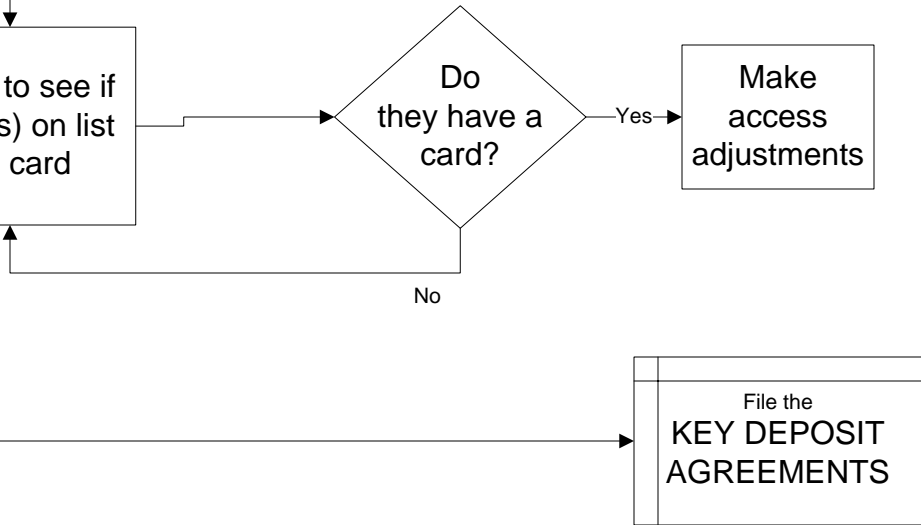 to see if
s) on list
card
Do
they have a
card?
Yes
Make
access
adjustments
No
File the
KEY DEPOSIT
AGREEMENTS